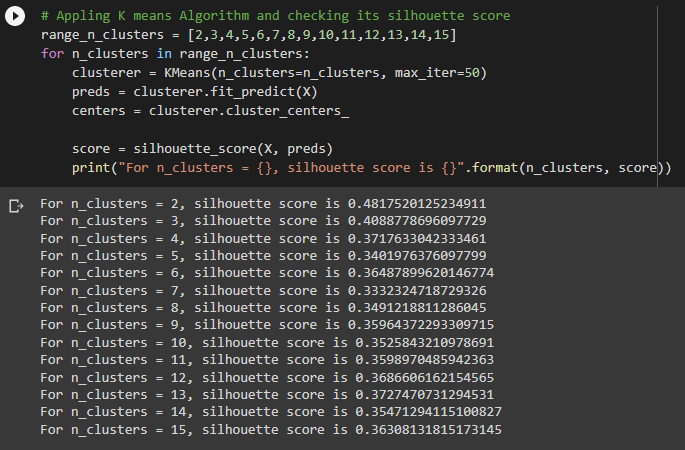 # Appling K means Algorithm and checking its silhouette score
range_n_clusters = [2,3,4,5,6,7,8,9,10,11,12,13,14,15]
for n_clusters in range_n_clusters:
    clusterer = KMeans(n_clusters=n_clusters, max_iter=50)
    preds = clusterer.fit_predict(X)
    centers = clusterer.cluster_centers_

    score = silhouette_score(X, preds)
    print("For n_clusters = {}, silhouette score is {}".format(n_clusters, score))
For n_clusters = 2, silhouette score is 0.4817520125234911
For n_clusters = 3, silhouette score is 0.4088778696097729
For n_clusters = 4, silhouette score is 0.3717633042333461
For n_clusters = 5, silhouette score is 0.3401976376097799
For n_clusters = 6, silhouette score is 0.36487899620146774
For n_clusters = 7, silhouette score is 0.3332324718729326
For n_clusters = 8, silhouette score is 0.3491218811286045
For n_clusters = 9, silhouette score is 0.35964372293309715
For n_clusters = 10, silhouette score is 0.3525843210978691
For n_clusters = 11, silhouette score is 0.3598970485942363
For n_clusters = 12, silhouette score is 0.3686606162154565
For n_clusters = 13, silhouette score is 0.3727470731294531
For n_clusters = 14, silhouette score is 0.35471294115100827
For n_clusters = 15, silhouette score is 0.36308131815173145